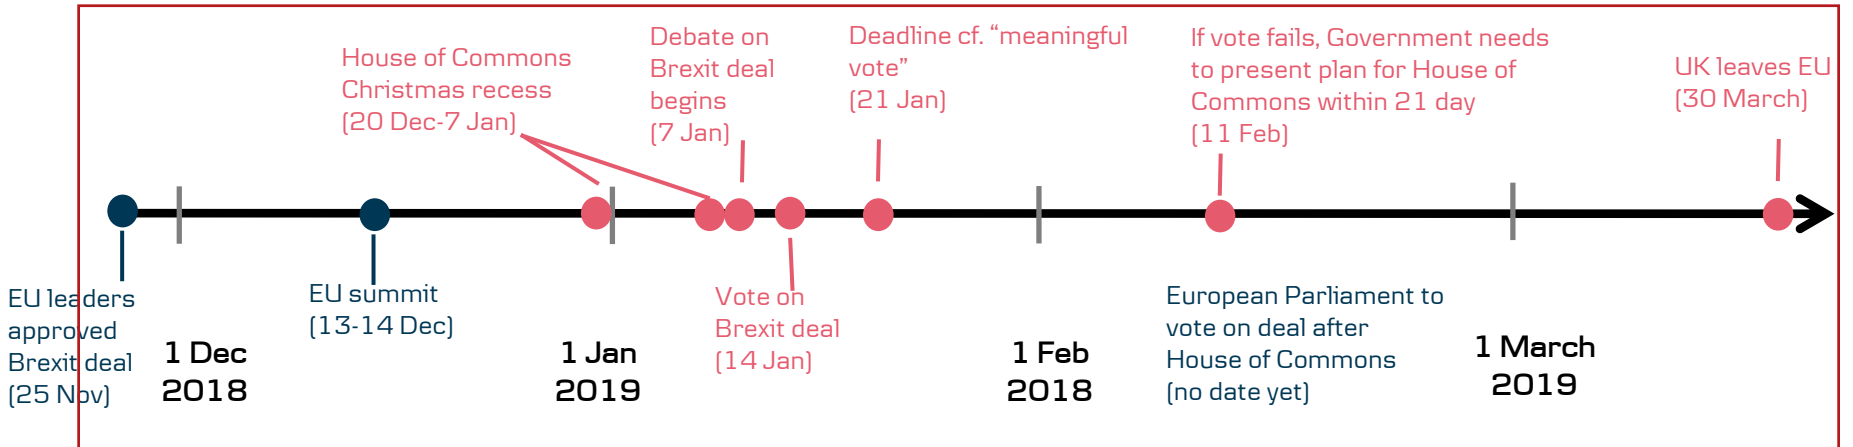 House of Commons
Christmas recess
(20 Dec-7 Jan)
Debate on
Brexit deal
begins
(7 Jan)
Deadline cf. “meaningful
vote”
(21 Jan)
If vote fails, Government needs
to present plan for House of
Commons within 21 day
(11 Feb)
UK leaves EU
(30 March)
EU leaders
approved
Brexit deal
(25 Nov)
1 Dec
2018
EU summit
(13-14 Dec)
1 Jan
2019
Vote on
Brexit deal
(14 Jan)
1 Feb
2018
European Parliament to
vote on deal after
House of Commons
(no date yet)
1 March
2019